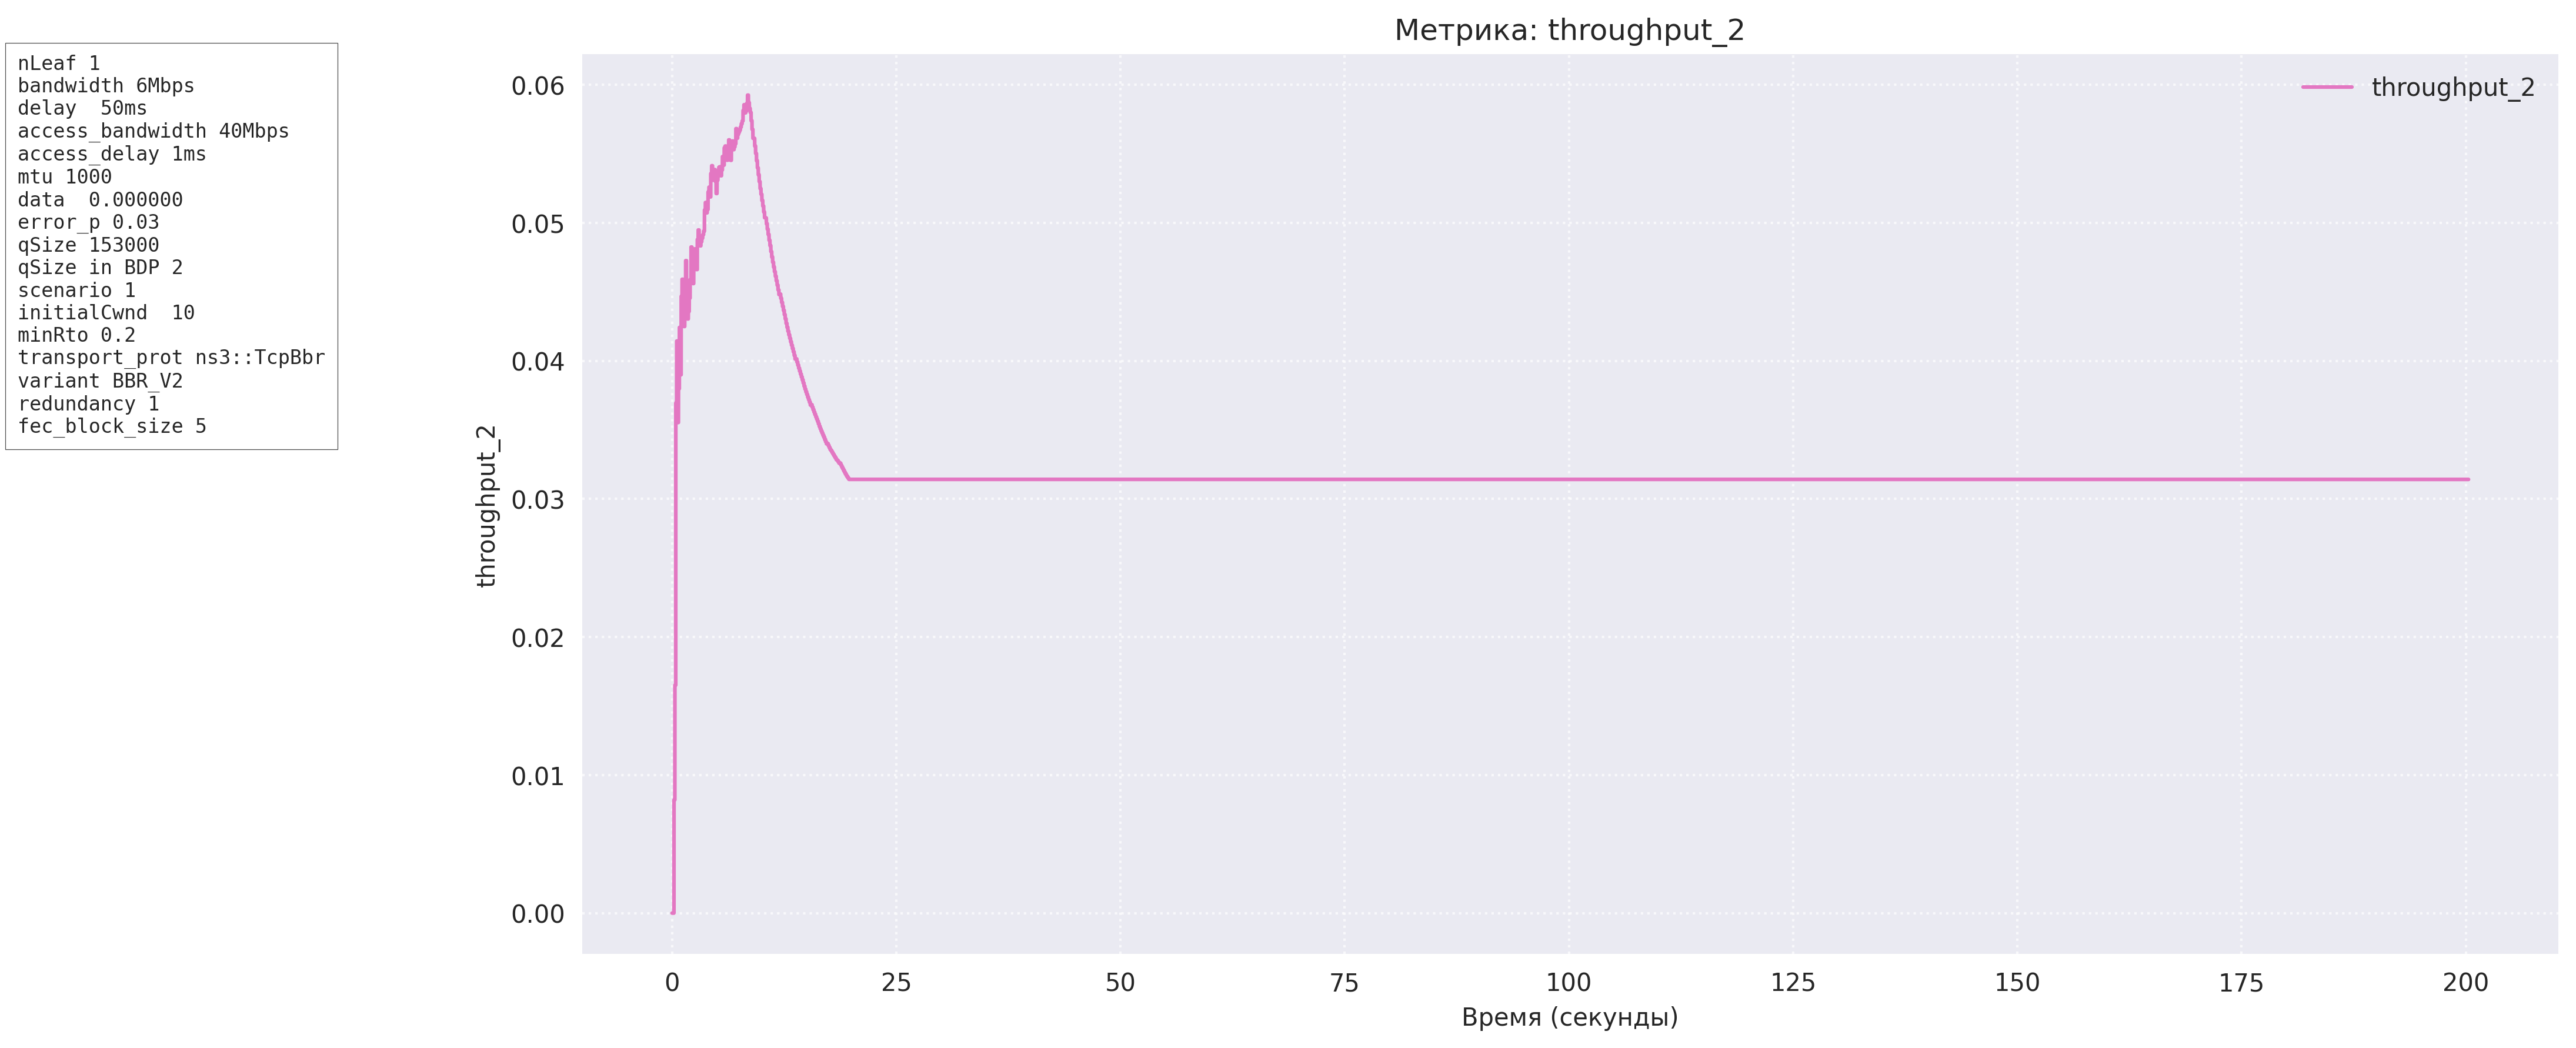 Метрика: throughput_2
nLeaf 1
bandwidth 6Mbps
delay  50ms
access_bandwidth 40Mbps
access_delay 1ms
mtu 1000
data  0.000000
error_p 0.03
qSize 153000
qSize in BDP 2
scenario 1
initialCwnd  10
minRto 0.2
transport_prot ns3::TcpBbr
variant BBR_V2
redundancy 1
fec_block_size 5
throughput_2
throughput_2
0.06
0.05
0.04
0.03
0.02
0.01
0.00
0 25 50 75 100 125 150 175 200
Время (секунды)